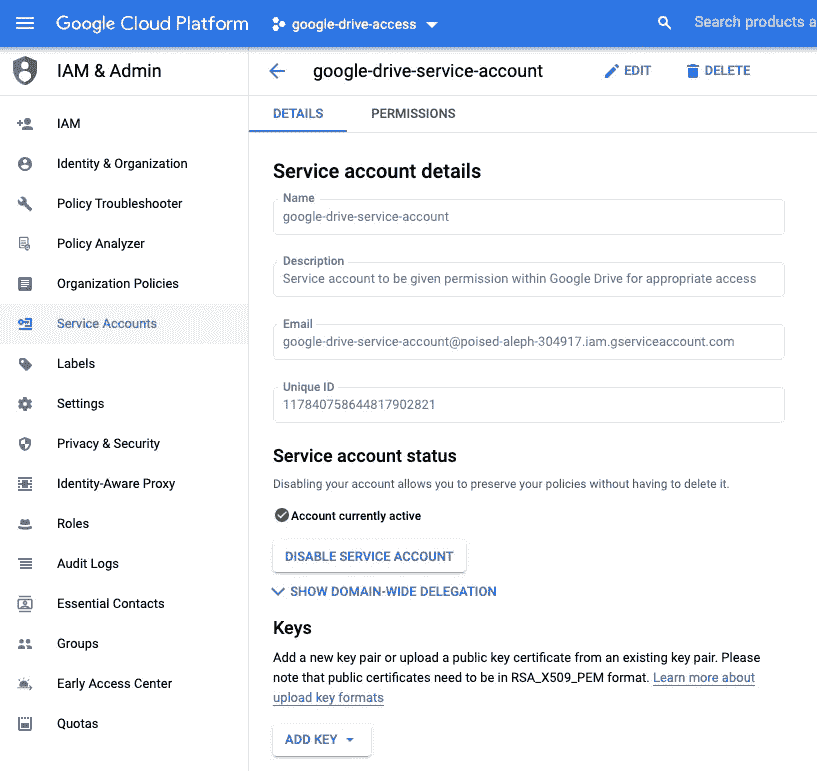 Google Cloud Platform
google-drive-access
Search products a
IAM & Admin
google-drive-service-account
EDIT
DELETE
IAM
Identity & Organization
Policy Troubleshooter
Policy Analyzer
Organization Policies
Service Accounts
Labels
Settings
Privacy & Security
Identity-Aware Proxy
Roles
Audit Logs
Essential Contacts
Groups
Early Access Center
Quotas
DETAILS
PERMISSIONS
Service account details
Name
google-drive-service-account
Description
Service account to be given permission within Google Drive for appropriate access
Email
google-drive-service-account@poised-aleph-304917.iam.gserviceaccount.com
Unique ID
117840758644817902821
Service account status
Disabling your account allows you to preserve your policies without having to delete it.
Account currently active
DISABLE SERVICE ACCOUNT
SHOW DOMAIN-WIDE DELEGATION
Keys
Add a new key pair or upload a public key certificate from an existing key pair. Please
note that public certificates need to be in RSA_X509_PEM format. Learn more about
upload key formats
ADD KEY